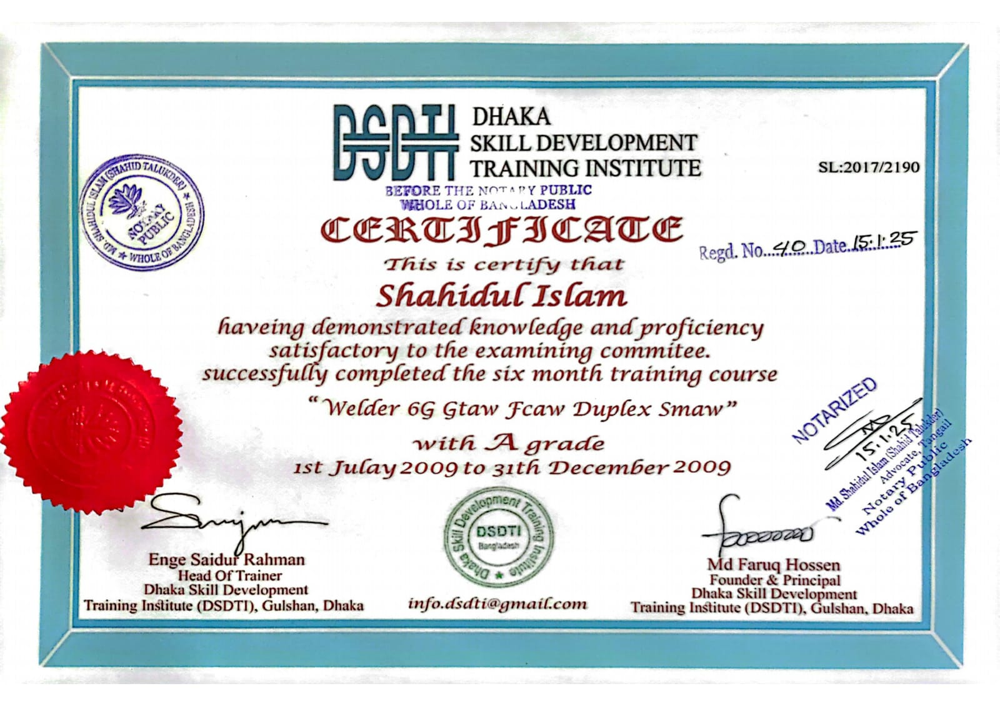 DSDTI
DHAKA
SKILL DEVELOPMENT
TRAINING INSTITUTE
SL:2017/2190
BEFORE THE NOTARY PUBLIC
WHOLE OF BANGLADESH
MD. SHAHIDUL ISLAM (SHAHID TALUKDER)
NOTARY
PUBLIC
★ WHOLE OF BANGLADESH ★
CERTIFICATE
Regd. No....40...Date.15.1.25
This is certify that
Shahidul Islam
haveing demonstrated knowledge and proficiency
satisfactory to the examining commitee.
successfully completed the six month training course
“Welder 6G Gtaw Fcaw Duplex Smaw”
with A grade
1st Julay 2009 to 31th December 2009
NOTARIZED
15.1.25
Md. Shahidul Islam (Shahid Talukder)
Advocate, Tangail
Notary Public
Whole of Bangladesh
Dhaka Skill Development Training Institute ★
DSDTI
Bangladesh
Enge Saidur Rahman
Head Of Trainer
Dhaka Skill Development
Training Institute (DSDTI), Gulshan, Dhaka
info.dsdti@gmail.com
Md Faruq Hossen
Founder & Principal
Dhaka Skill Development
Training Institute (DSDTI), Gulshan, Dhaka